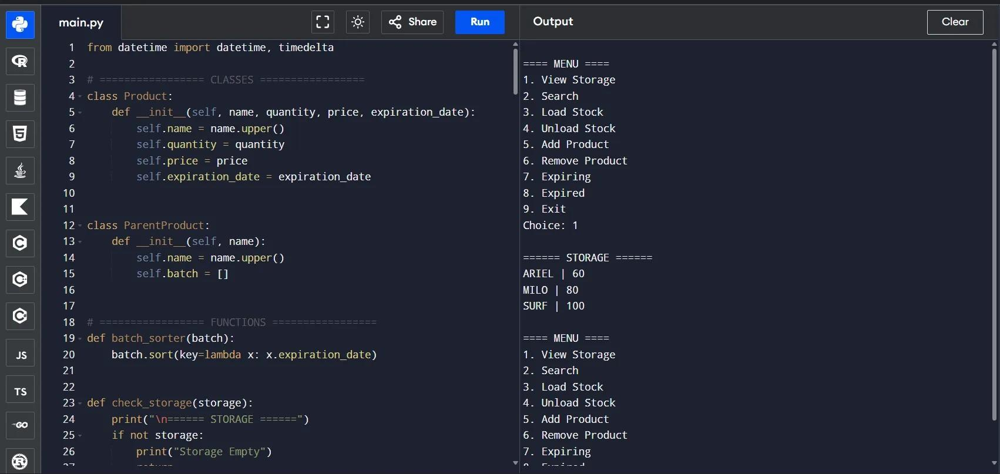 main.py
Share
Run
Output
Clear
1 from datetime import datetime, timedelta
2
3 # ================= CLASSES =================
4 class Product:
5 def __init__(self, name, quantity, price, expiration_date):
6 self.name = name.upper()
7 self.quantity = quantity
8 self.price = price
9 self.expiration_date = expiration_date
10
11
12 class ParentProduct:
13 def __init__(self, name):
14 self.name = name.upper()
15 self.batch = []
16
17
18 # ================= FUNCTIONS =================
19 def batch_sorter(batch):
20 batch.sort(key=lambda x: x.expiration_date)
21
22
23 def check_storage(storage):
24 print("\n====== STORAGE ======")
25 if not storage:
26 print("Storage Empty")
27 return
==== MENU ====
1. View Storage
2. Search
3. Load Stock
4. Unload Stock
5. Add Product
6. Remove Product
7. Expiring
8. Expired
9. Exit
Choice: 1
====== STORAGE ======
ARIEL | 60
MILO | 80
SURF | 100
==== MENU ====
1. View Storage
2. Search
3. Load Stock
4. Unload Stock
5. Add Product
6. Remove Product
7. Expiring
8. Expired
R
5
C
C
C
JS
TS
GO
R